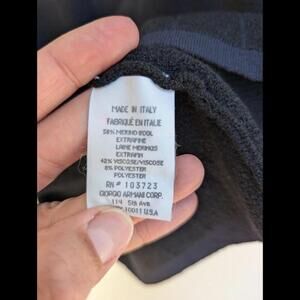 MADE IN ITALY
FABRIQUÉ EN ITALIE
50% MERINO WOOL
EXTRAFINE
LAINE MERINOS
EXTRAFIN
42% VISCOSE/VISCOSE
8% POLYESTER
POLYESTER
RN# 103723
GIORGIO ARMANI CORP.
114 5th Ave
10011 U.S.A